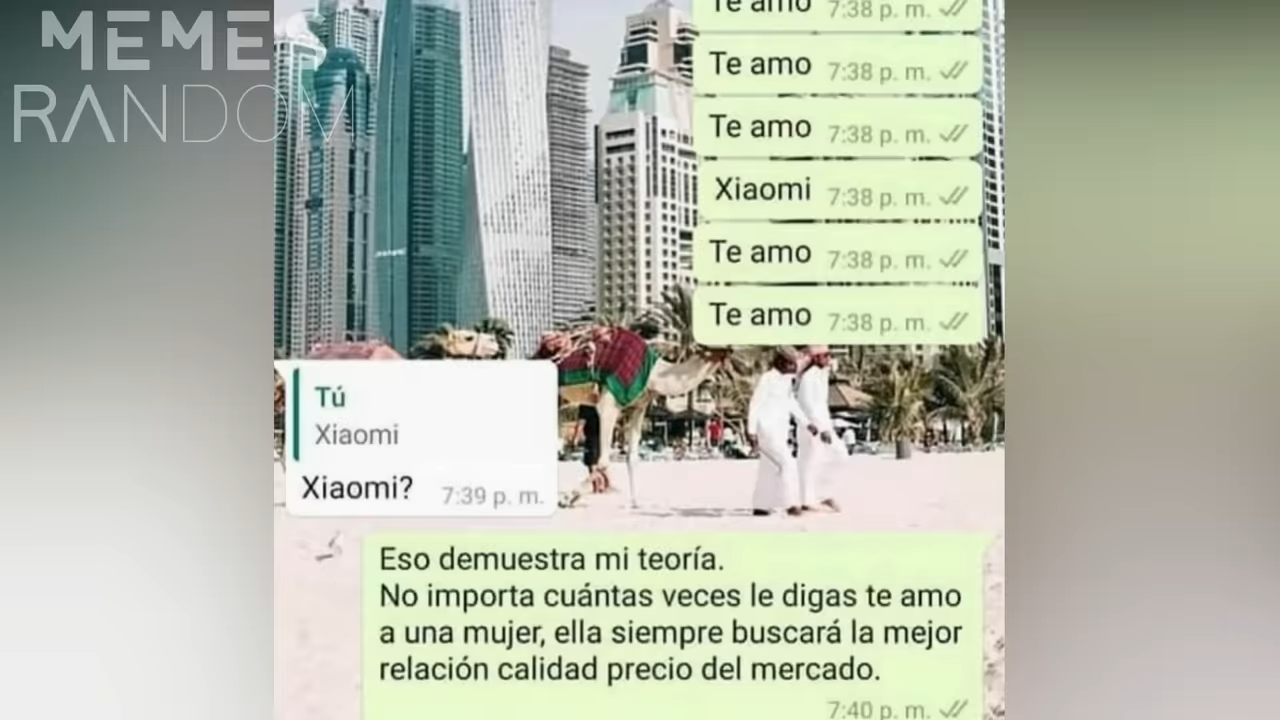 MEME
RANDOM
Te amo 7:38 p. m.
Te amo 7:38 p. m.
Te amo 7:38 p. m.
Xiaomi 7:38 p. m.
Te amo 7:38 p. m.
Te amo 7:38 p. m.
Tú
Xiaomi
Xiaomi? 7:39 p. m.
Eso demuestra mi teoría.
No importa cuántas veces le digas te amo
a una mujer, ella siempre buscará la mejor
relación calidad precio del mercado.
7:40 p. m.